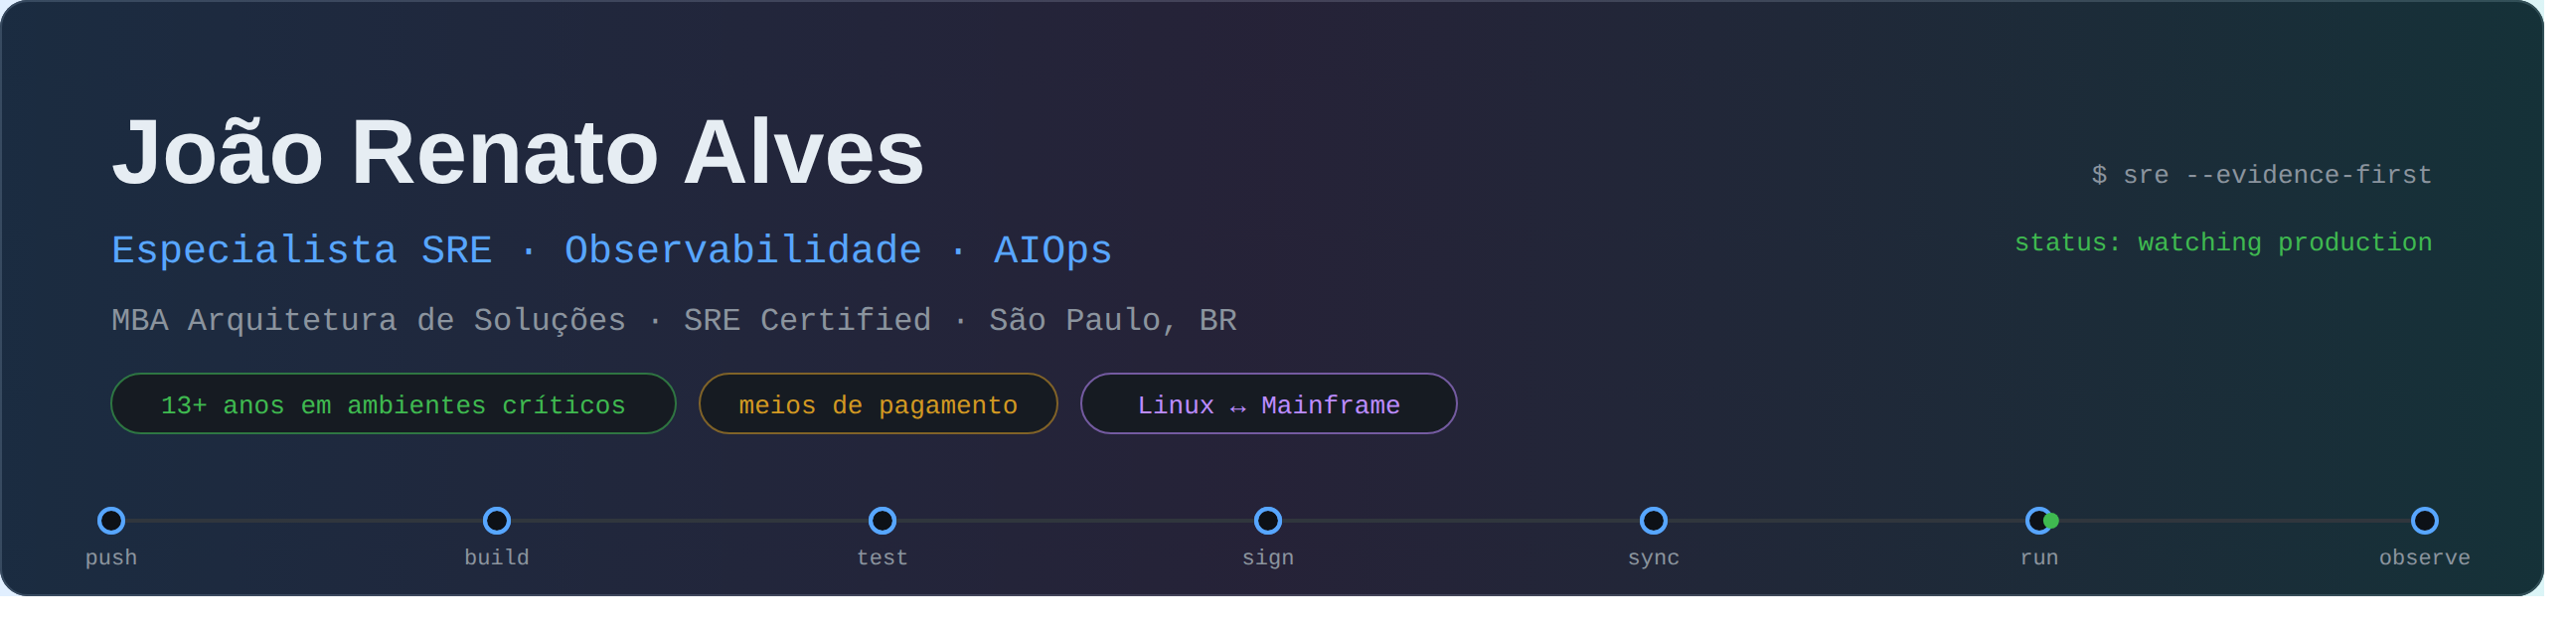 João Renato Alves
Especialista SRE · Observabilidade · AIOps
MBA Arquitetura de Soluções · SRE Certified · São Paulo, BR
13+ anos em ambientes críticos
meios de pagamento
Linux ↔ Mainframe
$ sre --evidence-first
status: watching production
push
build
test
sign
sync
run
observe